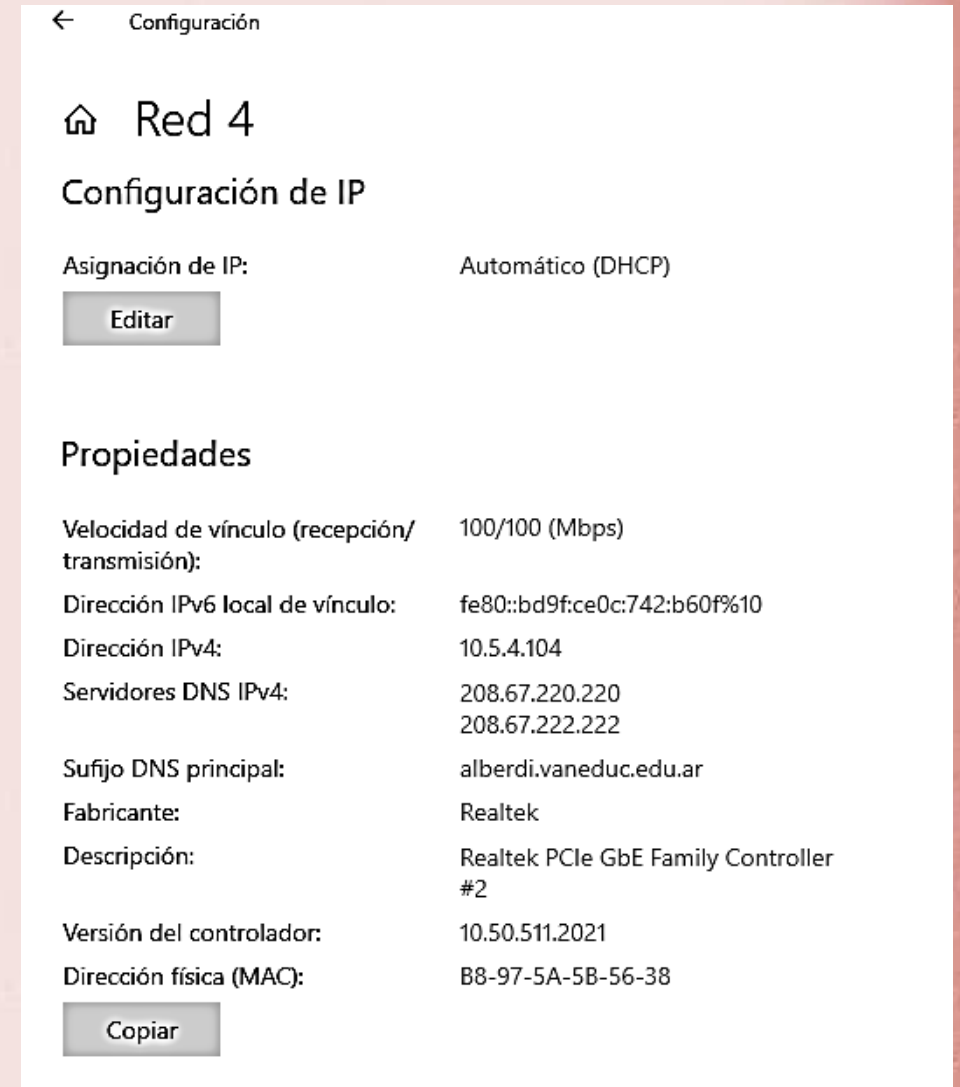 Configuración
Red 4
Configuración de IP
Asignación de IP: Automático (DHCP)
Editar
Propiedades
Velocidad de vínculo (recepción/ 100/100 (Mbps)
transmisión):
Dirección IPv6 local de vínculo: fe80::bd9f:ce0c:742:b60f%10
Dirección IPv4: 10.5.4.104
Servidores DNS IPv4: 208.67.220.220
208.67.222.222
Sufijo DNS principal: alberdi.vaneduc.edu.ar
Fabricante: Realtek
Descripción: Realtek PCIe GbE Family Controller
#2
Versión del controlador: 10.50.511.2021
Dirección física (MAC): B8-97-5A-5B-56-38
Copiar